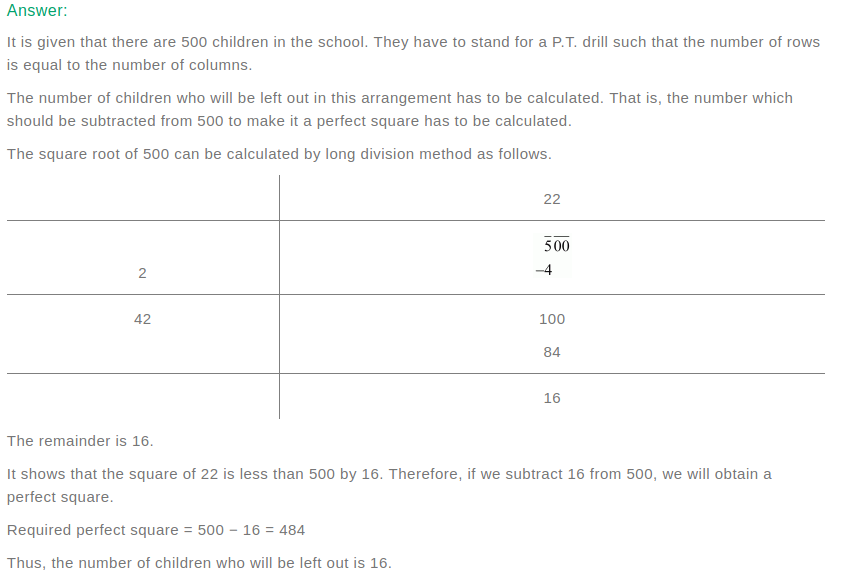 Answer:
It is given that there are 500 children in the school. They have to stand for a P.T. drill such that the number of rows
is equal to the number of columns.
The number of children who will be left out in this arrangement has to be calculated. That is, the number which
should be subtracted from 500 to make it a perfect square has to be calculated.
The square root of 500 can be calculated by long division method as follows.
22
500
2 −4
42 100
84
16
The remainder is 16.
It shows that the square of 22 is less than 500 by 16. Therefore, if we subtract 16 from 500, we will obtain a
perfect square.
Required perfect square = 500 − 16 = 484
Thus, the number of children who will be left out is 16.